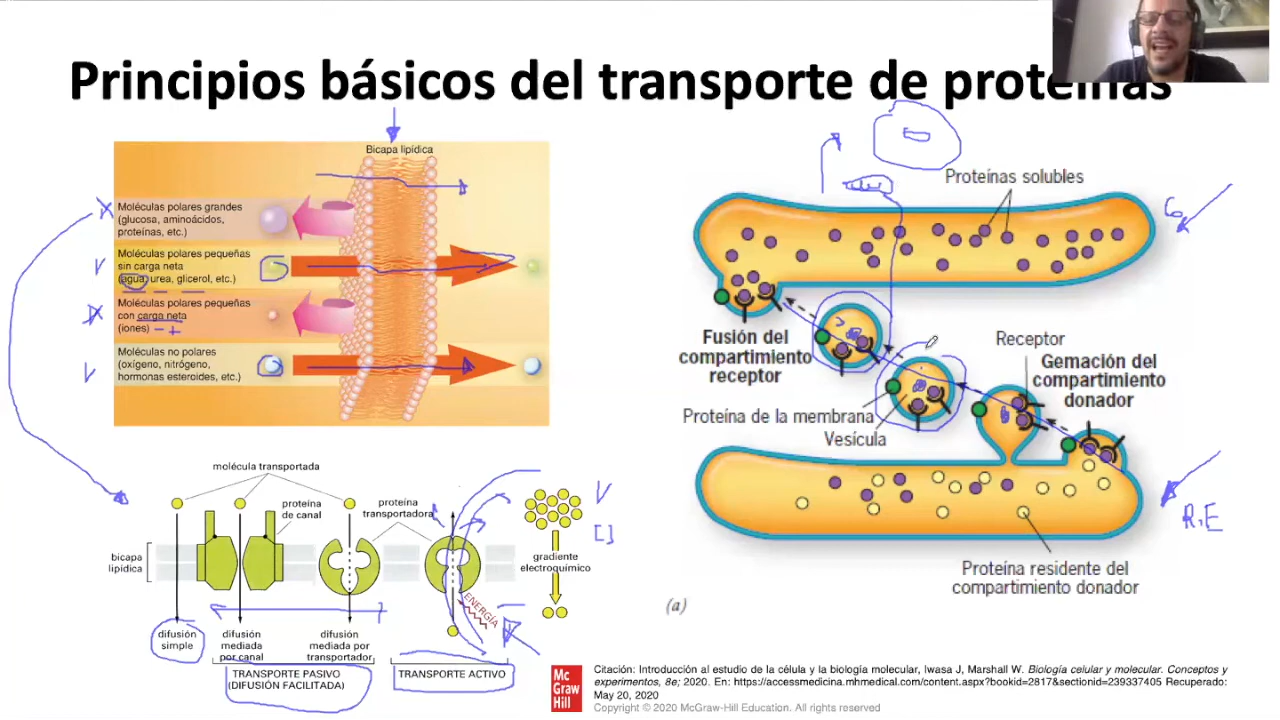 Principios básicos del transporte de proteínas
Bicapa lipídica
Moléculas polares grandes
(glucosa, aminoácidos,
proteínas, etc.)
Moléculas polares pequeñas
sin carga neta
(agua, urea, glicerol, etc.)
Moléculas polares pequeñas
con carga neta
(iones) - +
Moléculas no polares
(oxígeno, nitrógeno,
hormonas esteroides, etc.)
molécula transportada
proteína
de canal
proteína
transportadora
bicapa
lipídica
gradiente
electroquímico
ENERGÍA
difusión
simple
difusión
mediada
por canal
difusión
mediada por
transportador
TRANSPORTE PASIVO
(DIFUSIÓN FACILITADA)
TRANSPORTE ACTIVO
[ ]
Proteínas solubles
Fusión del
compartimiento
receptor
Receptor
Gemación del
compartimiento
donador
Proteína de la membrana
Vesícula
R.E
Proteína residente del
compartimiento donador
(a)
Mc
Graw
Hill
Citación: Introducción al estudio de la célula y la biología molecular, Iwasa J, Marshall W. Biología celular y molecular. Conceptos y
experimentos, 8e; 2020. En: https://accessmedicina.mhmedical.com/content.aspx?bookid=2817&sectionid=239337405 Recuperado:
May 20, 2020
Copyright © 2020 McGraw-Hill Education. All rights reserved